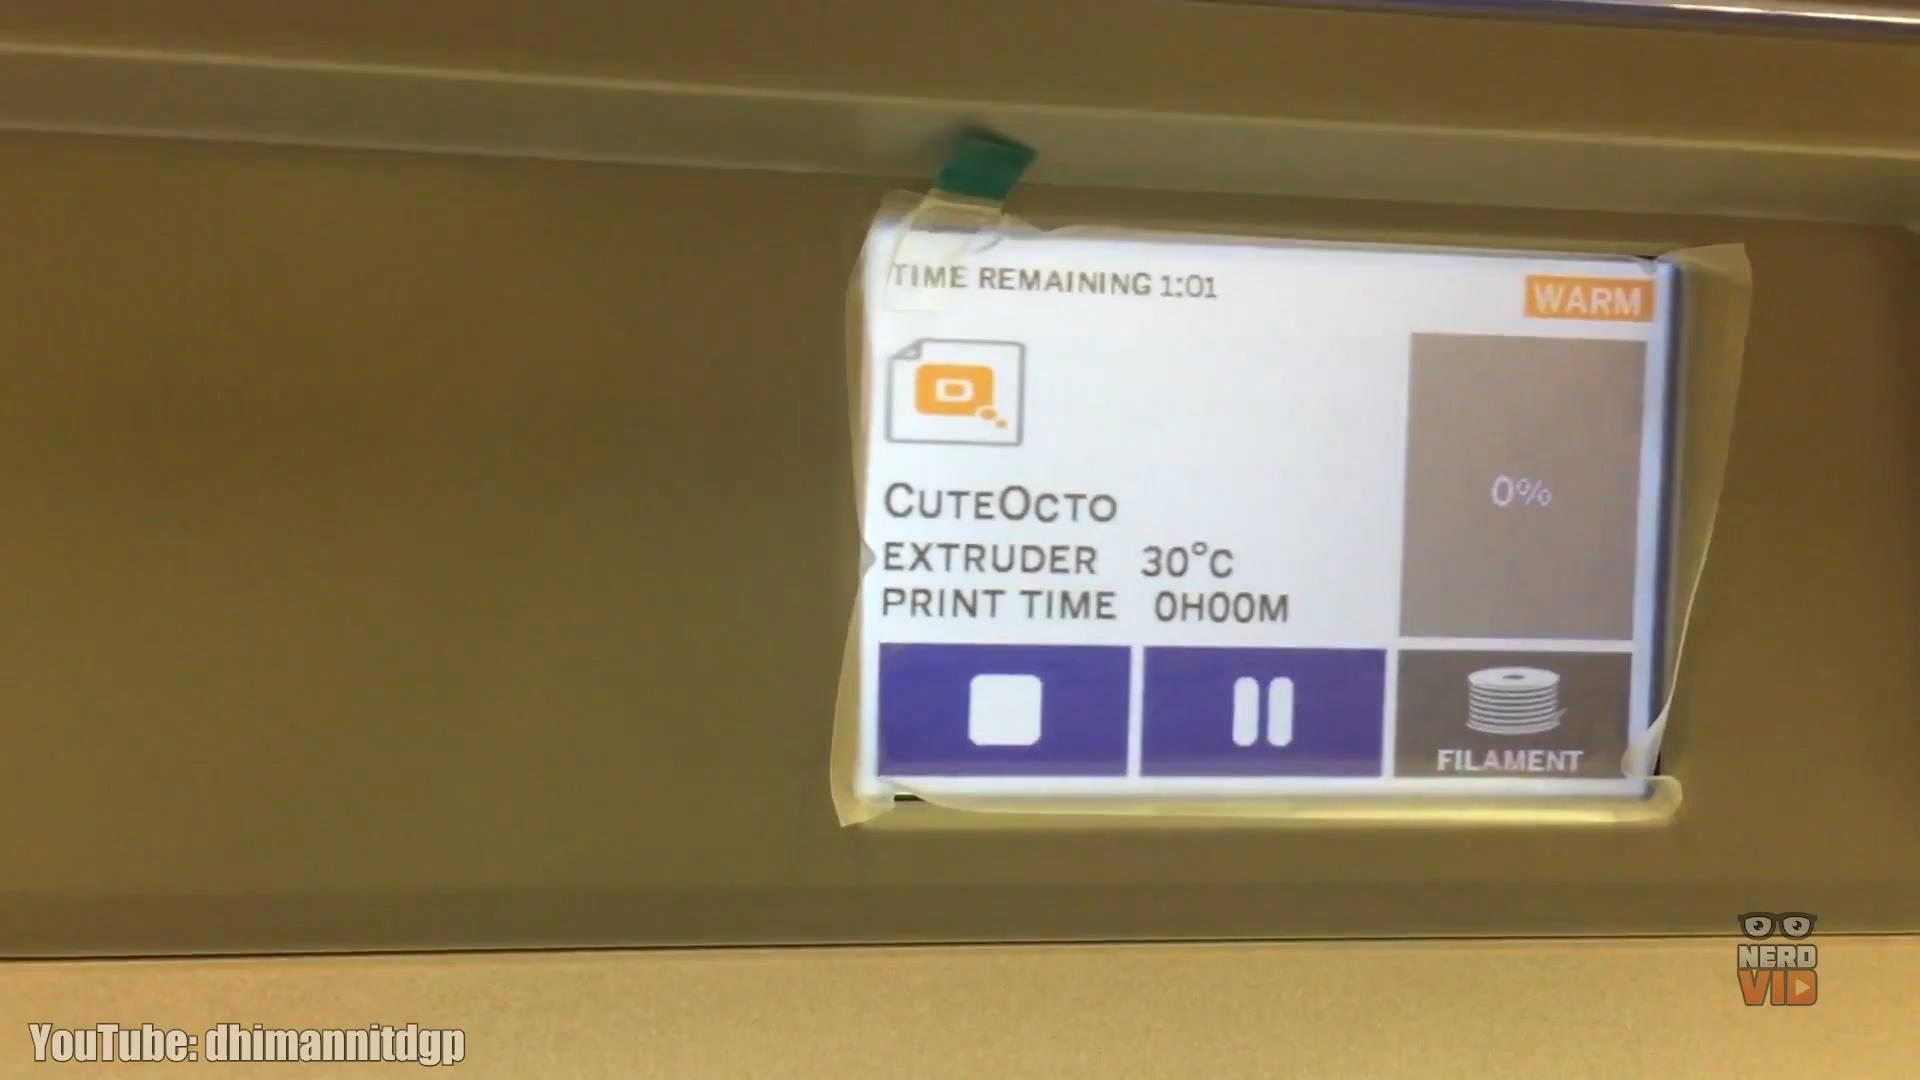 TIME REMAINING 1:01
WARM
D
0%
CUTEOCTO
EXTRUDER 30°C
PRINT TIME 0H00M
FILAMENT
NERD
VID
YouTube: dhimannitdgp